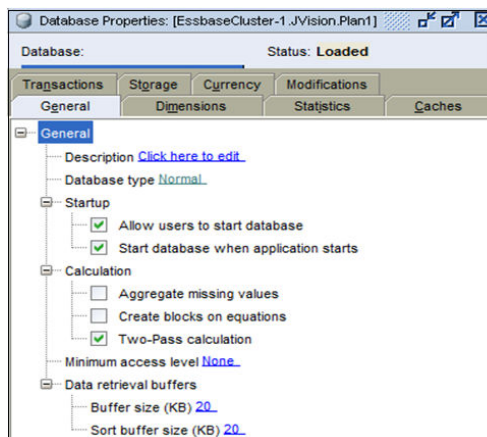 Database Properties: [EssbaseCluster-1.JVision.Plan1]
Database: Status: Loaded
Transactions Storage Currency Modifications
General Dimensions Statistics Caches
General
Description Click here to edit
Database type Normal
Startup
Allow users to start database
Start database when application starts
Calculation
Aggregate missing values
Create blocks on equations
Two-Pass calculation
Minimum access level None
Data retrieval buffers
Buffer size (KB) 20
Sort buffer size (KB) 20